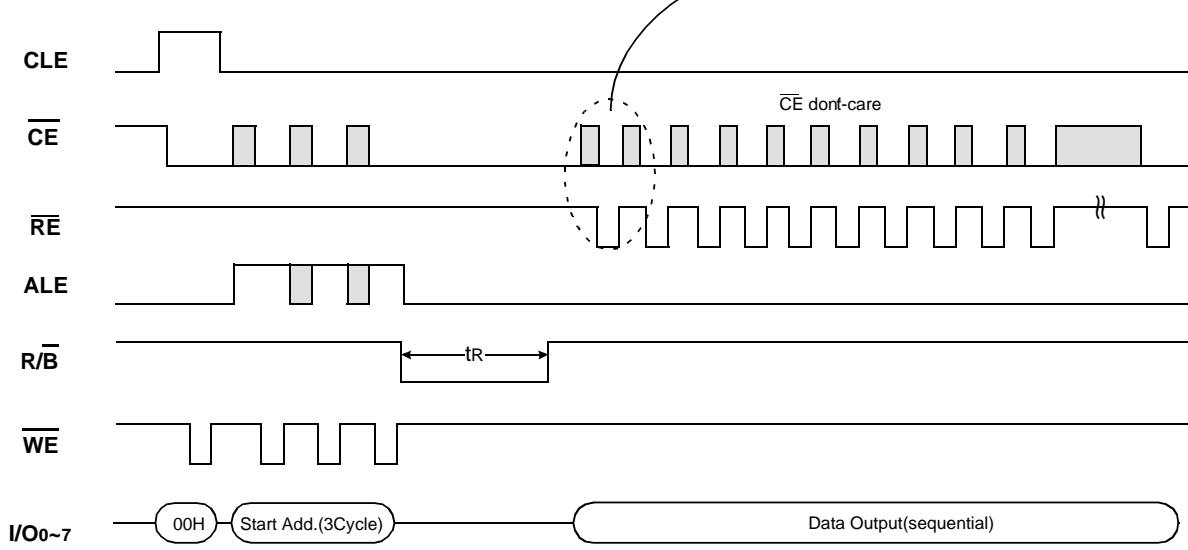 CLE
CE
CE dont-care
RE
ALE
R/B
tR
WE
I/O0~7
00H
Start Add.(3Cycle)
Data Output(sequential)